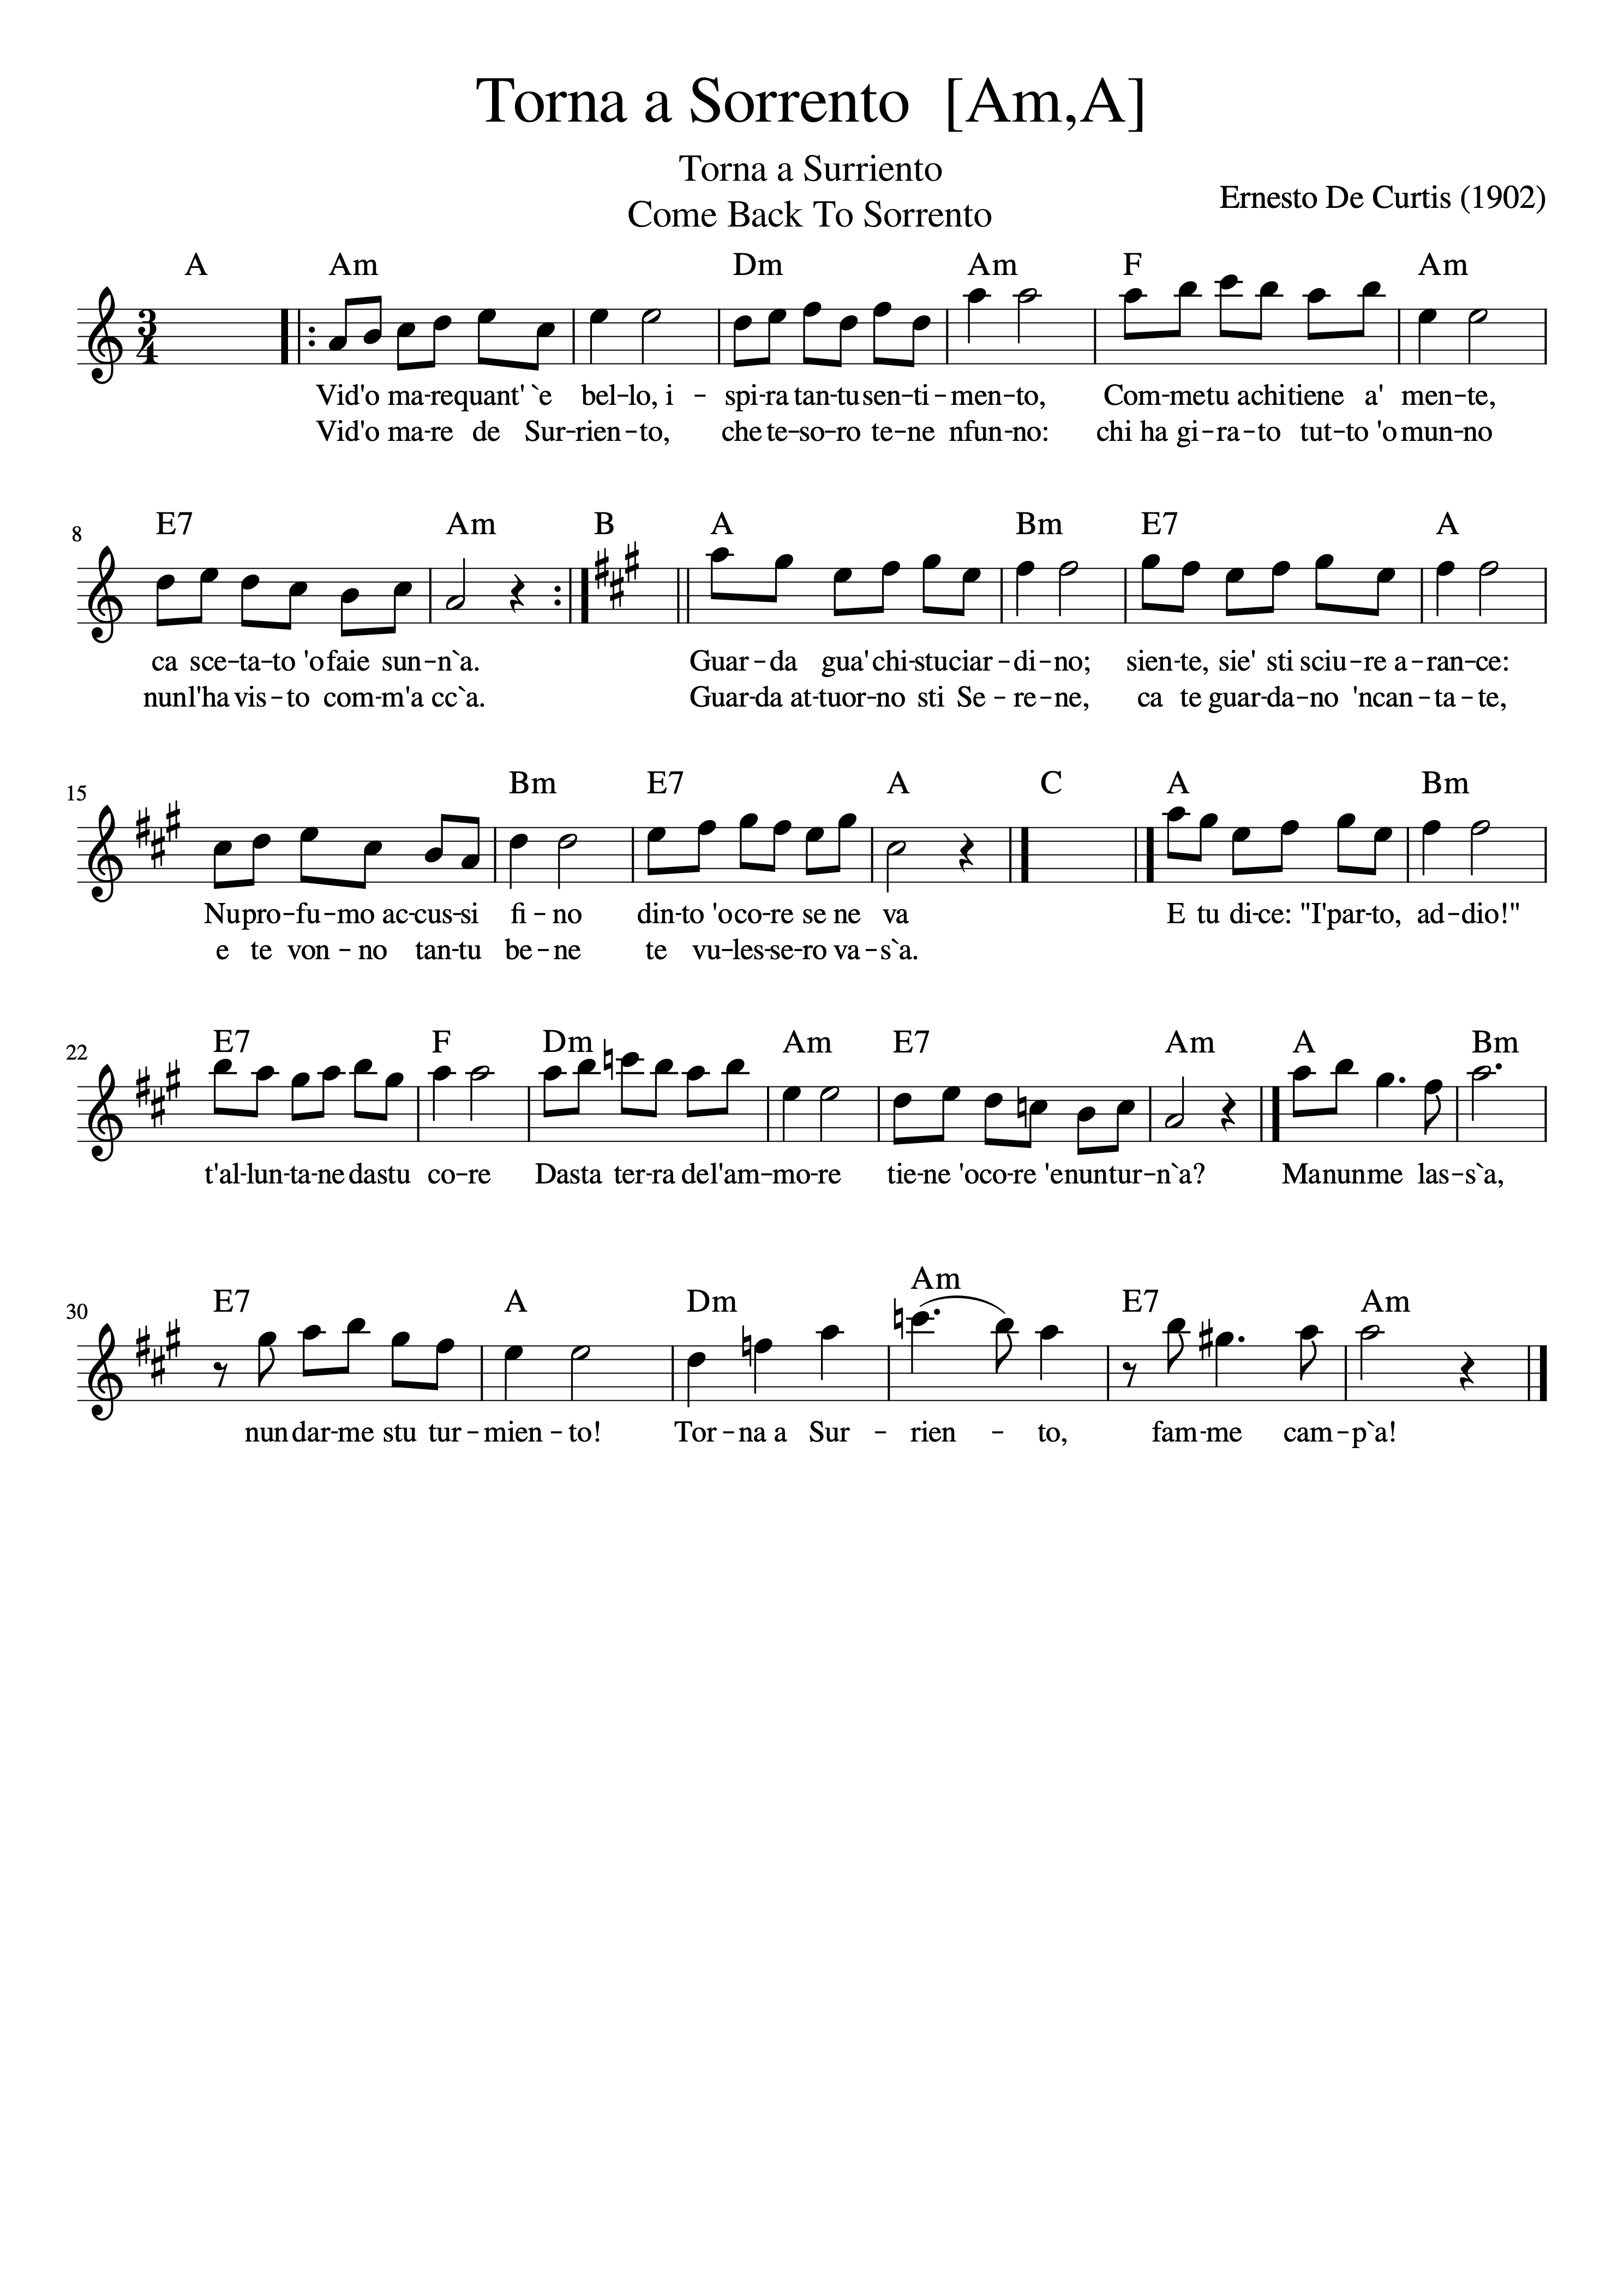 Torna a Sorrento [Am,A]
Torna a Surriento
Come Back To Sorrento
Ernesto De Curtis (1902)
A Am Dm Am F Am
3
4
Vid'o ma-requant' `e bel-lo, i - spi-ra tan-tusen-ti-men-to, Com-metu achitiene a' men-te,
Vid'o ma-re de Sur-rien-to, che te-so-ro te-ne nfun-no: chi ha gi-ra-to tut-to 'o mun-no
8
E7 Am B A Bm E7 A
ca sce-ta-to 'ofaie sun-n`a. Guar-da gua' chi-stuciar-di-no; sien-te, sie' sti sciu-re a-ran-ce:
nunl'ha vis-to com-m'a cc`a. Guar-da at-tuor-no sti Se-re-ne, ca te guar-da-no 'ncan-ta-te,
15
Bm E7 A C A Bm
Nupro-fu-mo ac-cus-si fi-no din-to 'oco-re se ne va E tu di-ce: "I'par-to, ad-dio!"
e te von-no tan-tu be-ne te vu-les-se-ro va-s`a.
22
E7 F Dm Am E7 Am A Bm
t'al-lun-ta-ne dastu co-re Dasta ter-ra del'am-mo-re tie-ne 'oco-re 'enuntur-n`a? Manunme las-s`a,
30
E7 A Dm Am E7 Am
nundar-me stu tur-mien-to! Tor-na a Sur-rien-to, fam-me cam-p`a!